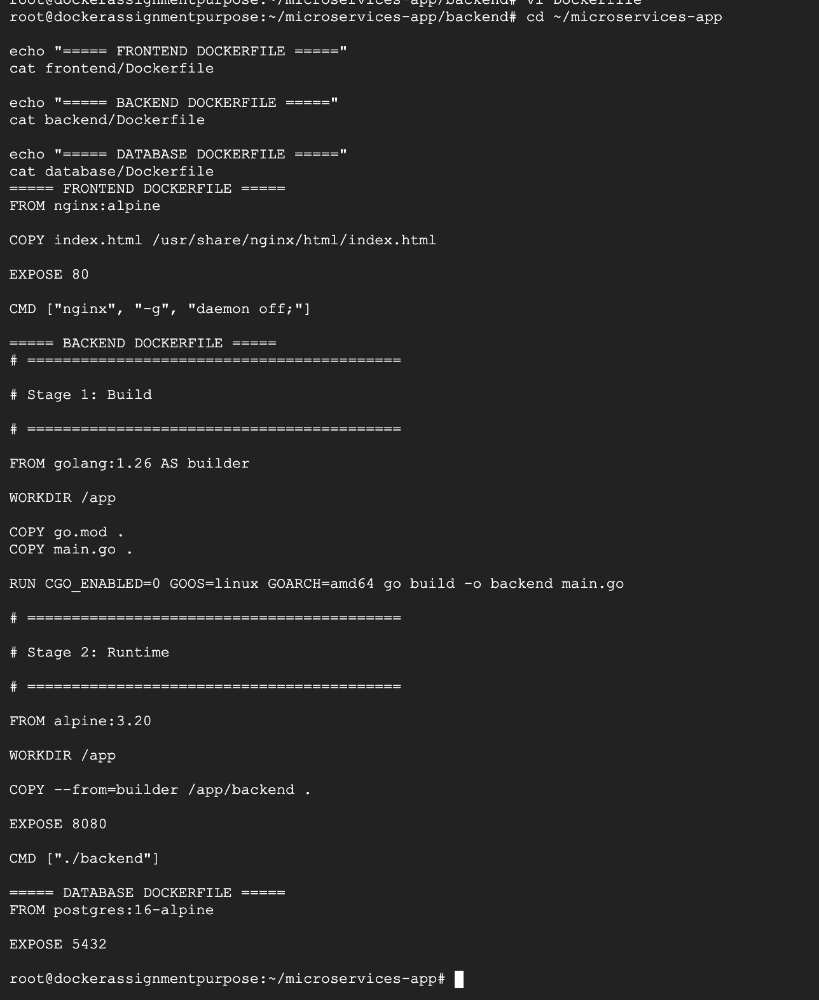 root@dockerassignmentpurpose:~/microservices-app/backend# vi Dockerfile
root@dockerassignmentpurpose:~/microservices-app/backend# cd ~/microservices-app
echo "===== FRONTEND DOCKERFILE ====="
cat frontend/Dockerfile
echo "===== BACKEND DOCKERFILE ====="
cat backend/Dockerfile
echo "===== DATABASE DOCKERFILE ====="
cat database/Dockerfile
===== FRONTEND DOCKERFILE =====
FROM nginx:alpine
COPY index.html /usr/share/nginx/html/index.html
EXPOSE 80
CMD ["nginx", "-g", "daemon off;"]
===== BACKEND DOCKERFILE =====
# ==========================================
# Stage 1: Build
# ==========================================
FROM golang:1.26 AS builder
WORKDIR /app
COPY go.mod .
COPY main.go .
RUN CGO_ENABLED=0 GOOS=linux GOARCH=amd64 go build -o backend main.go
# ==========================================
# Stage 2: Runtime
# ==========================================
FROM alpine:3.20
WORKDIR /app
COPY --from=builder /app/backend .
EXPOSE 8080
CMD ["./backend"]
===== DATABASE DOCKERFILE =====
FROM postgres:16-alpine
EXPOSE 5432
root@dockerassignmentpurpose:~/microservices-app#